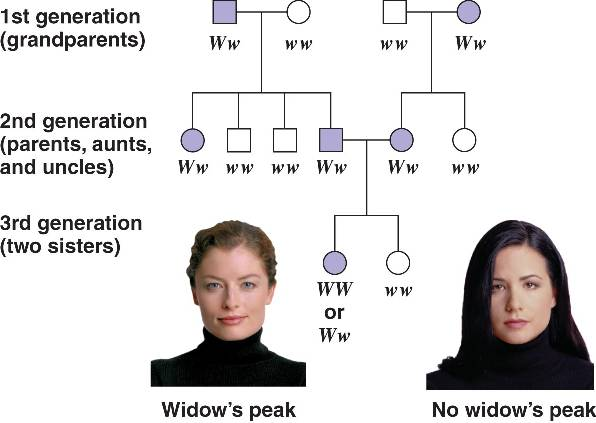 1st generation
(grandparents)
Ww ww ww Ww
2nd generation
(parents, aunts,
and uncles)
Ww ww ww Ww Ww ww
3rd generation
(two sisters)
WW
or
Ww
ww
Widow's peak
No widow's peak